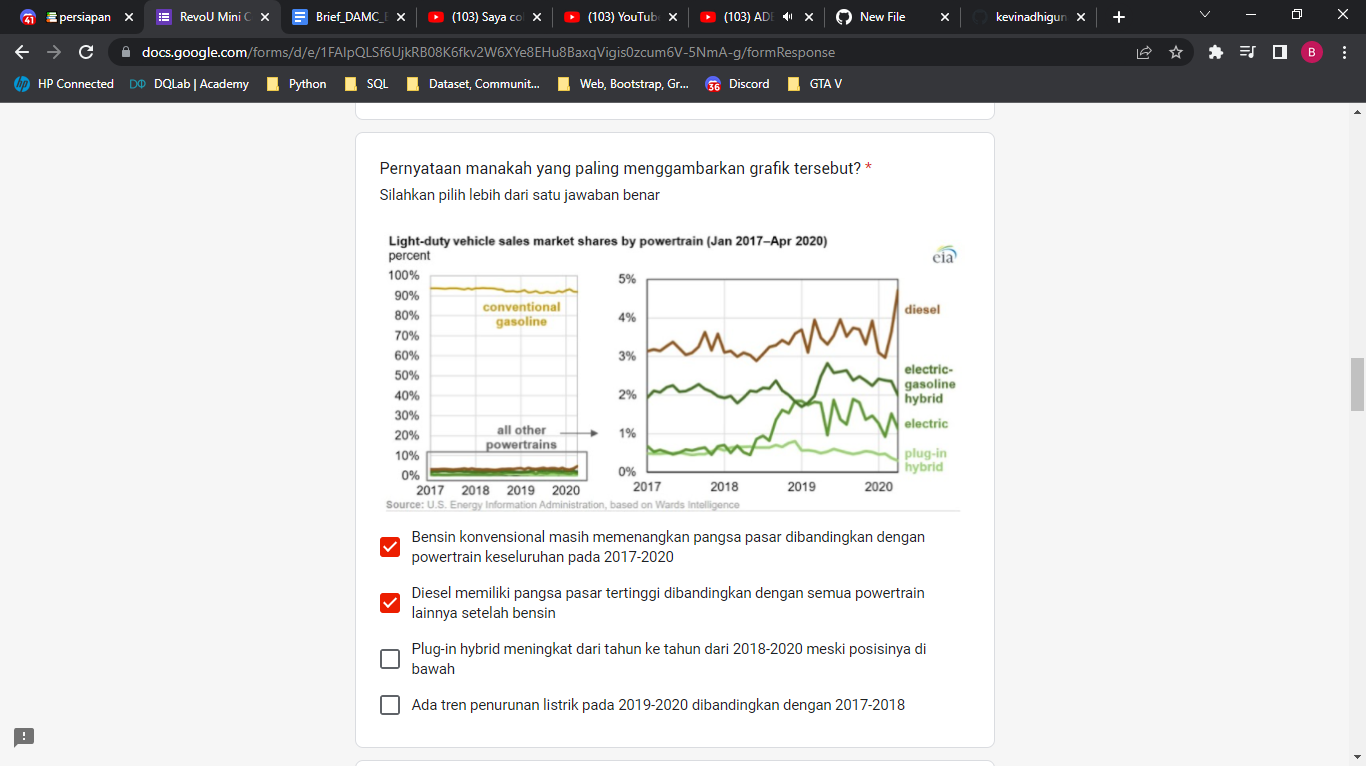 41
persiapan
RevoU Mini C
Brief_DAMC_B
(103) Saya co
(103) YouTub
(103) ADI
New File
kevinadhigun
docs.google.com/forms/d/e/1FAIpQLSf6UjkRB08K6fkv2W6XYe8EHu8BaxqVigis0zcum6V-5NmA-g/formResponse
B
HP Connected
DQLab | Academy
Python
SQL
Dataset, Communit...
Web, Bootstrap, Gr...
36
Discord
GTA V
Pernyataan manakah yang paling menggambarkan grafik tersebut? *
Silahkan pilih lebih dari satu jawaban benar
Light-duty vehicle sales market shares by powertrain (Jan 2017–Apr 2020)
percent
eia
100%
90%
80%
70%
60%
50%
40%
30%
20%
10%
0%
conventional
gasoline
all other
powertrains
2017 2018 2019 2020
5%
4%
3%
2%
1%
0%
diesel
electric-
gasoline
hybrid
electric
plug-in
hybrid
2017 2018 2019 2020
Source: U.S. Energy Information Administration, based on Wards Intelligence
Bensin konvensional masih memenangkan pangsa pasar dibandingkan dengan
powertrain keseluruhan pada 2017-2020
Diesel memiliki pangsa pasar tertinggi dibandingkan dengan semua powertrain
lainnya setelah bensin
Plug-in hybrid meningkat dari tahun ke tahun dari 2018-2020 meski posisinya di
bawah
Ada tren penurunan listrik pada 2019-2020 dibandingkan dengan 2017-2018